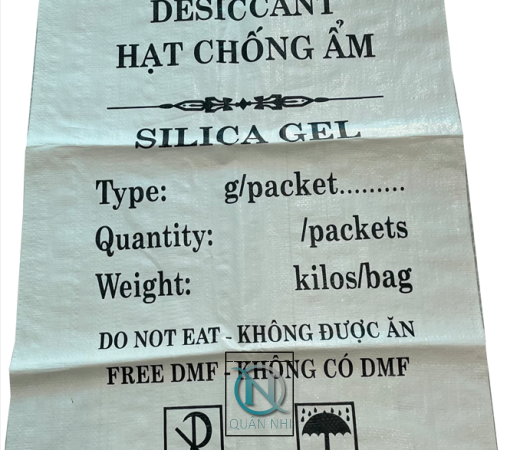 DESICCANT
HẠT CHỐNG ẨM
SILICA GEL
Type: g/packet.........
Quantity: /packets
Weight: kilos/bag
DO NOT EAT - KHÔNG ĐƯỢC ĂN
FREE DMF - KHÔNG CÓ DMF
QUÁN NHI